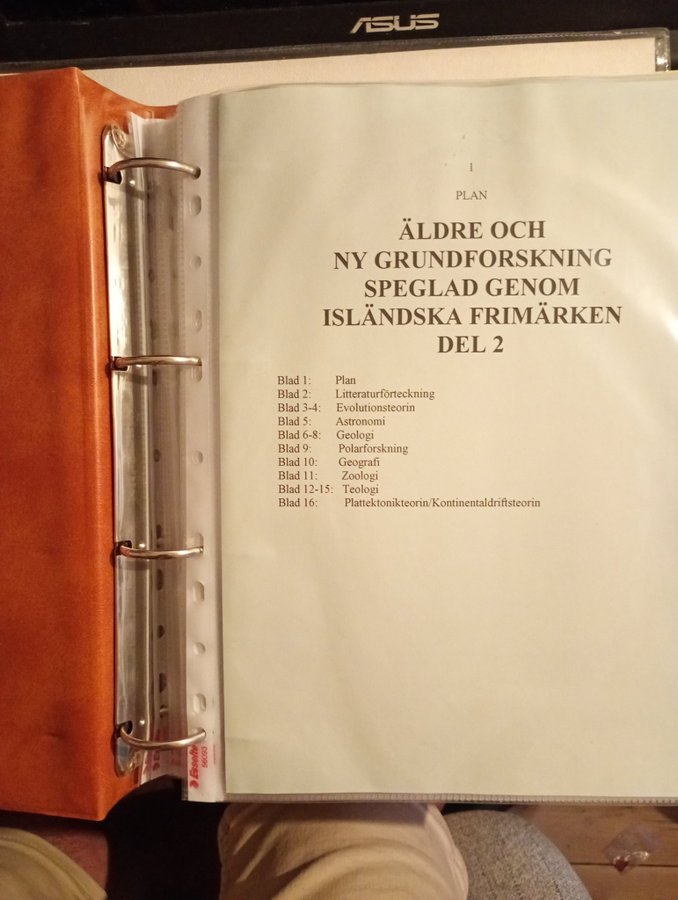 ASUS
1
PLAN
ÄLDRE OCH
NY GRUNDFORSKNING
SPEGLAD GENOM
ISLÄNDSKA FRIMÄRKEN
DEL 2
Blad 1: Plan
Blad 2: Litteraturförteckning
Blad 3-4: Evolutionsteorin
Blad 5: Astronomi
Blad 6-8: Geologi
Blad 9: Polarforskning
Blad 10: Geografi
Blad 11: Zoologi
Blad 12-15: Teologi
Blad 16: Plattektonikteorin/Kontinentaldriftsteorin
Esselte
56093